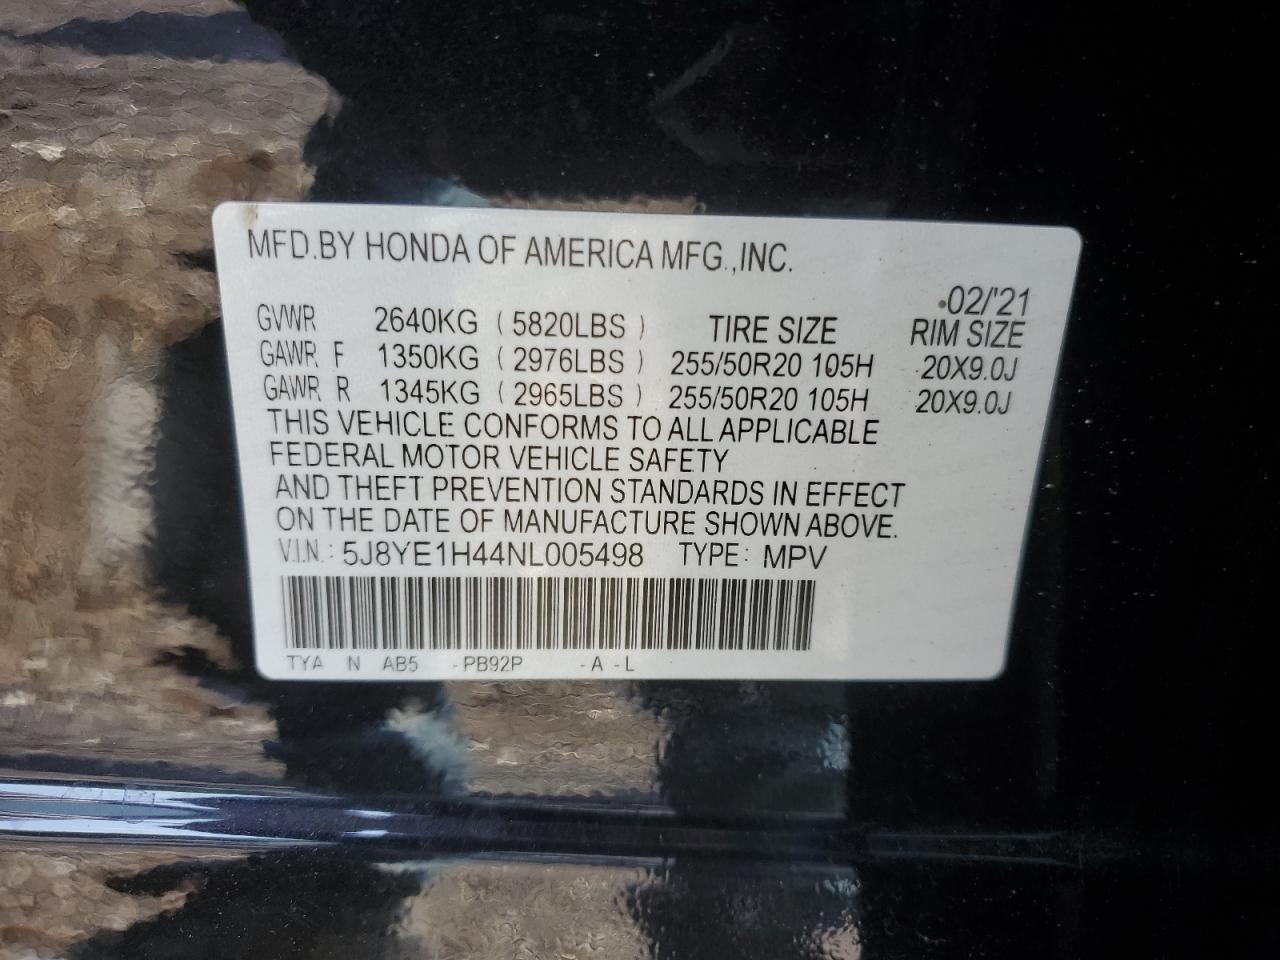 MFD.BY HONDA OF AMERICA MFG.,INC.
02/'21
GVWR 2640KG ( 5820LBS ) TIRE SIZE RIM SIZE
GAWR F 1350KG ( 2976LBS ) 255/50R20 105H 20X9.0J
GAWR R 1345KG ( 2965LBS ) 255/50R20 105H 20X9.0J
THIS VEHICLE CONFORMS TO ALL APPLICABLE
FEDERAL MOTOR VEHICLE SAFETY
AND THEFT PREVENTION STANDARDS IN EFFECT
ON THE DATE OF MANUFACTURE SHOWN ABOVE.
V.I.N.: 5J8YE1H44NL005498 TYPE: MPV
TYA N AB5 -PB92P -A -L